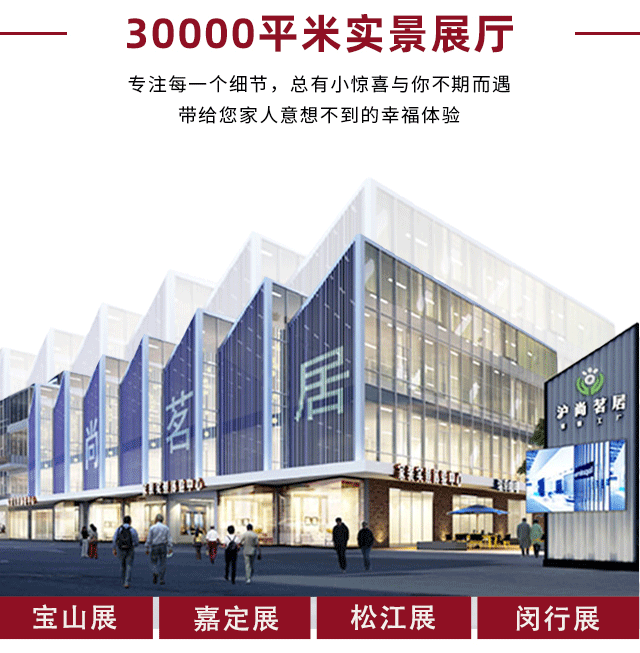 30000平米实景展厅
专注每一个细节，总有小惊喜与你不期而遇
带给您家人意想不到的幸福体验
尚茗居
沪尚茗居
宝山展
嘉定展
松江展
闵行展